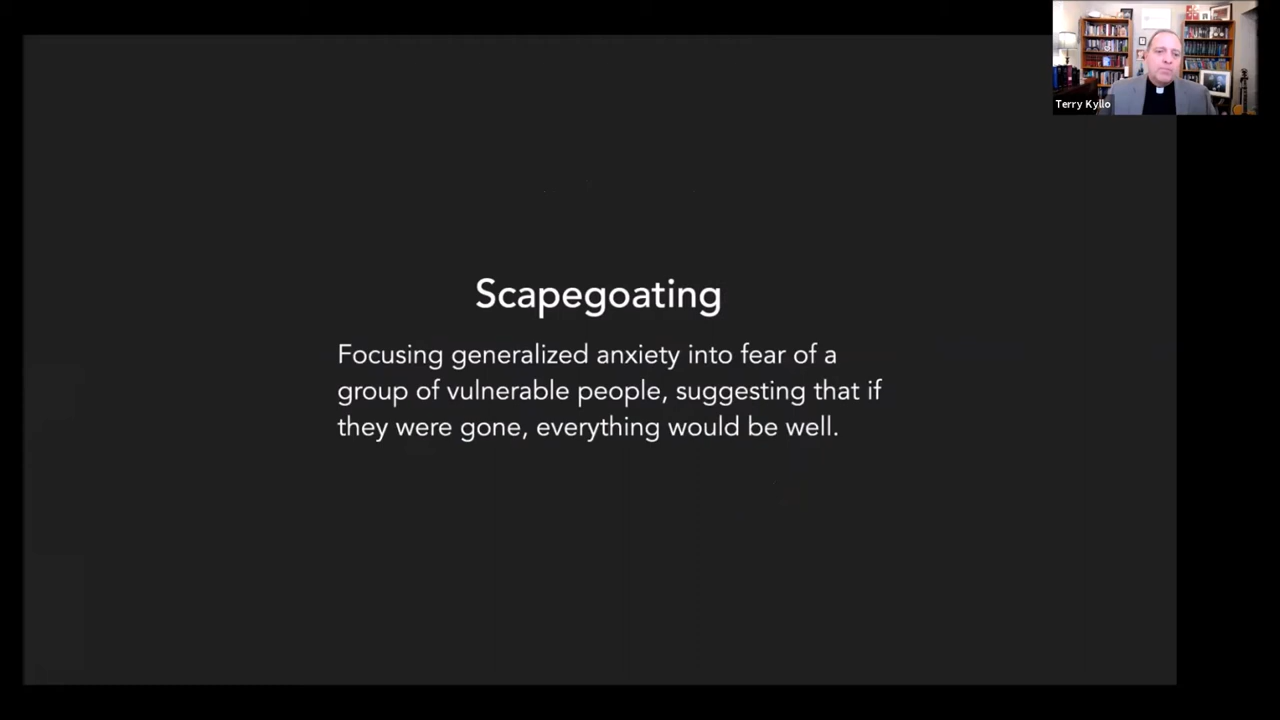 Terry Kyllo
Scapegoating
Focusing generalized anxiety into fear of a
group of vulnerable people, suggesting that if
they were gone, everything would be well.